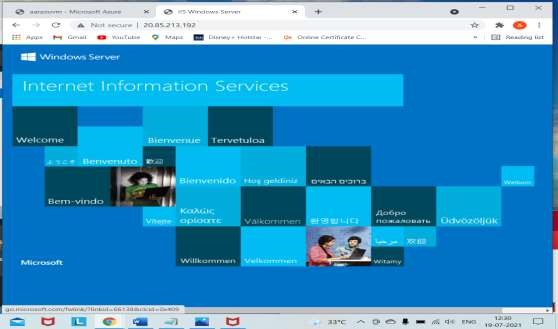 aarasivm - Microsoft Azure
IIS Windows Server
Not secure | 20.85.213.192
Apps
Gmail
YouTube
Maps
Disney+ Hotstar -...
Online Certificate C...
Reading list
Windows Server
Internet Information Services
Welcome
Bienvenue
Tervetuloa
ようこそ
Benvenuto
歡迎
Bienvenido
Hoş geldiniz
ברוכים הבאים
Welkom
Bem-vindo
Vítejte
Καλώς
ορίσατε
Välkommen
환영합니다
Добро
пожаловать
Üdvözöljük
مرحبا
欢迎
Willkommen
Velkommen
Witamy
Microsoft
go.microsoft.com/fwlink/?linkid=66138&clcid=0x409
33°C
ENG
12:30
19-07-2021